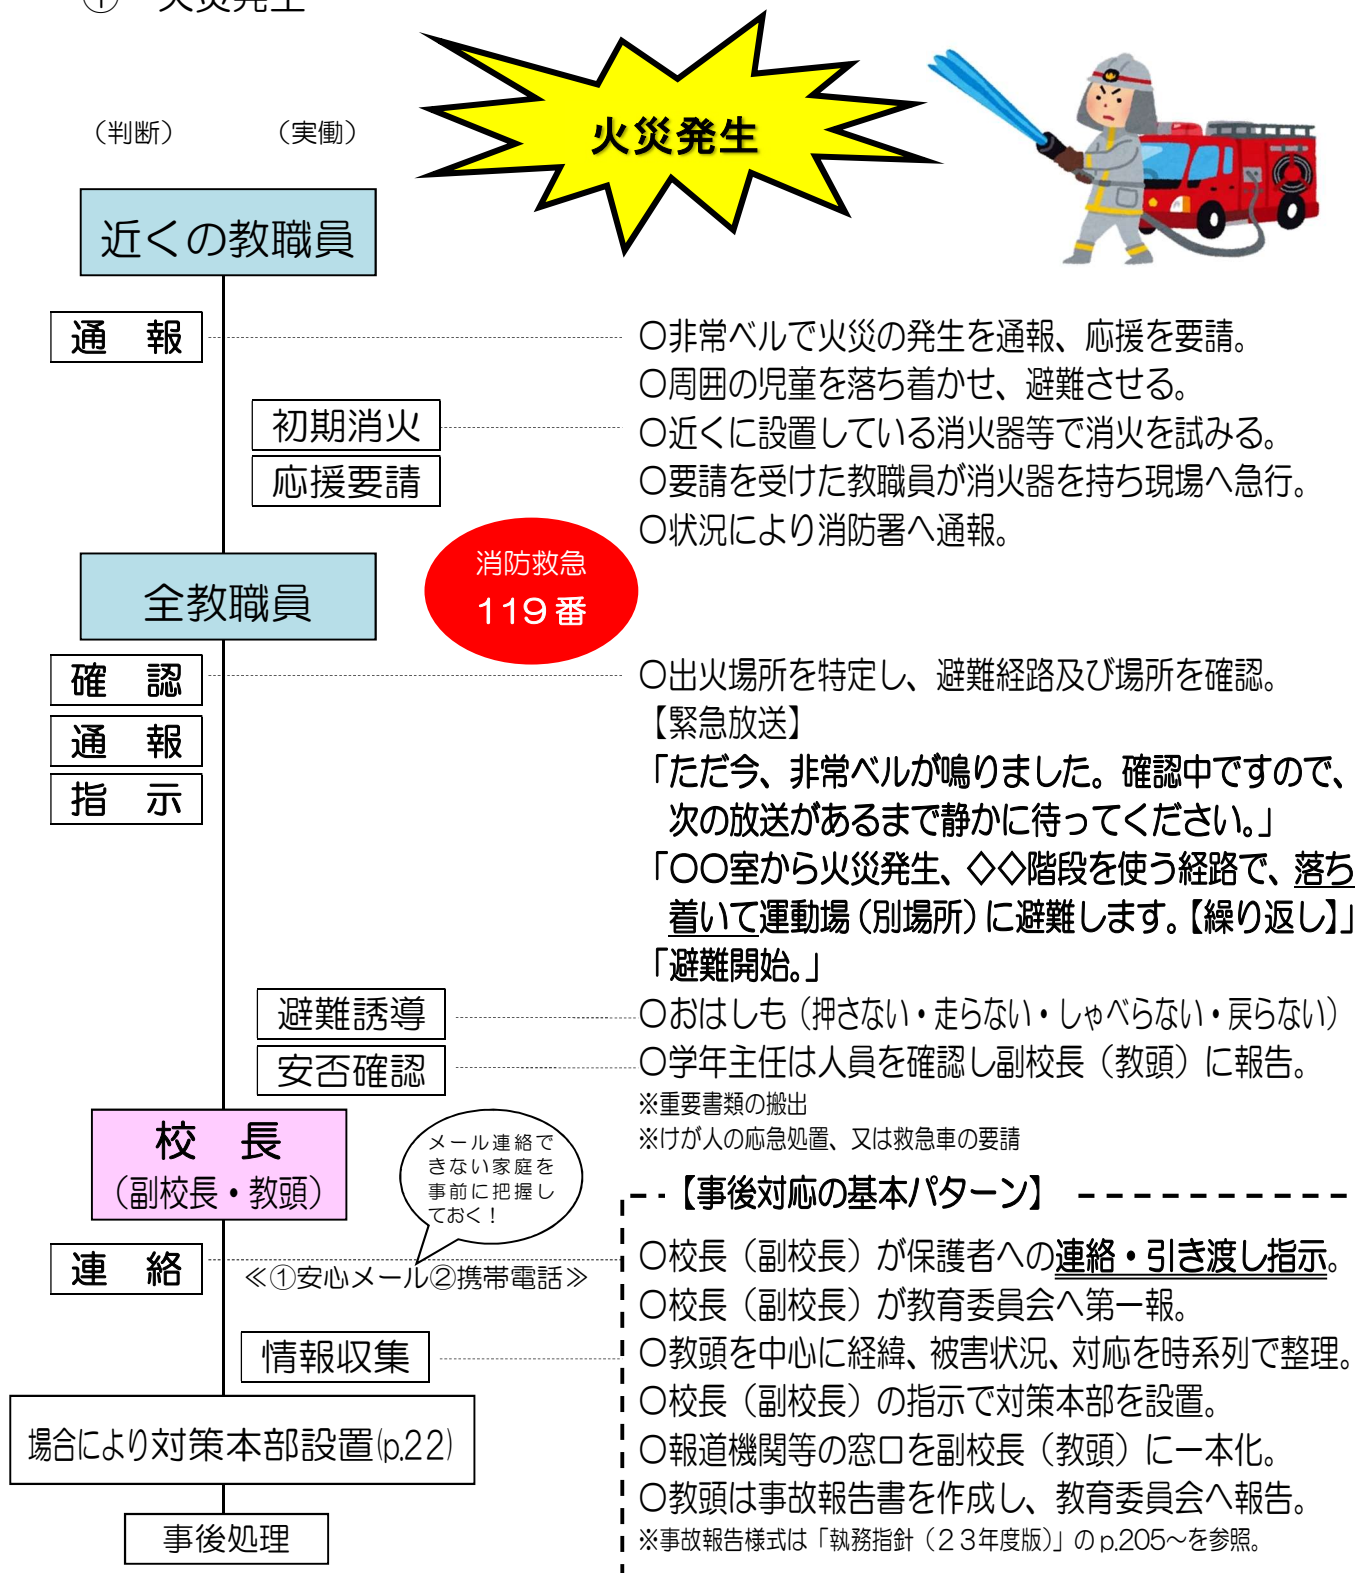 ① 火災発生
火災発生
（判断） （実働）
近くの教職員
通 報
○非常ベルで火災の発生を通報、応援を要請。
○周囲の児童を落ち着かせ、避難させる。
初期消火
○近くに設置している消火器等で消火を試みる。
応援要請
○要請を受けた教職員が消火器を持ち現場へ急行。
○状況により消防署へ通報。
消防救急
１１９番
全教職員
確 認
○出火場所を特定し、避難経路及び場所を確認。
通 報
【緊急放送】
指 示
「ただ今、非常ベルが鳴りました。確認中ですので、
次の放送があるまで静かに待ってください。」
「○○室から火災発生、◇◇階段を使う経路で、落ち
着いて運動場（別場所）に避難します。【繰り返し】」
「避難開始。」
避難誘導
○おはしも（押さない・走らない・しゃべらない・戻らない）
安否確認
○学年主任は人員を確認し副校長（教頭）に報告。
※重要書類の搬出
※けが人の応急処置、又は救急車の要請
校 長
（副校長・教頭）
メール連絡で
きない家庭を
事前に把握し
ておく！
【事後対応の基本パターン】
連 絡
≪①安心メール②携帯電話≫
○校長（副校長）が保護者への連絡・引き渡し指示。
○校長（副校長）が教育委員会へ第一報。
情報収集
○教頭を中心に経緯、被害状況、対応を時系列で整理。
○校長（副校長）の指示で対策本部を設置。
場合により対策本部設置(p.22)
○報道機関等の窓口を副校長（教頭）に一本化。
○教頭は事故報告書を作成し、教育委員会へ報告。
事後処理
※事故報告様式は「執務指針（２３年度版）」のp.205～を参照。